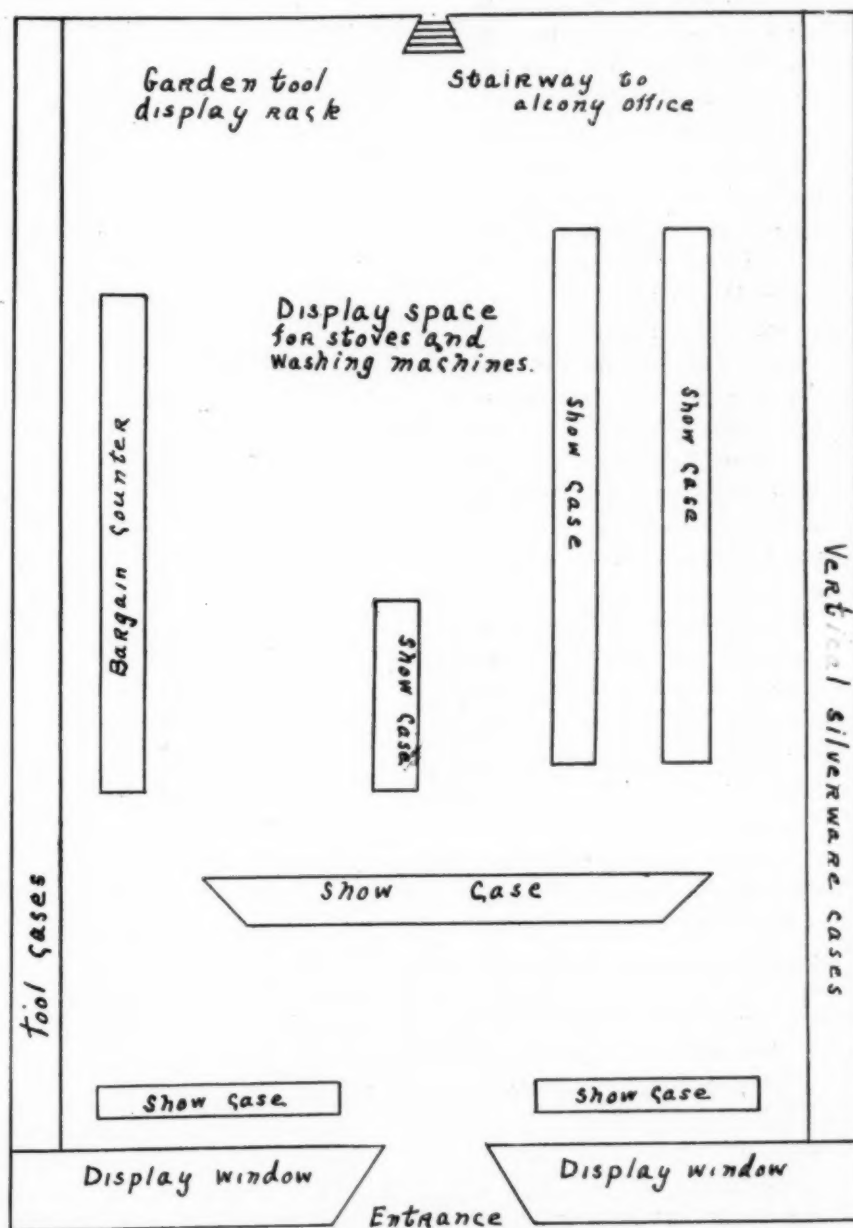 Garden tool
display rack
Stairway to
alcony office
Display space
for stoves and
washing machines.
Show Case
Show Case
Bargain Counter
Show Case
Vertical silverware cases
Show Case
Tool Cases
Show Case
Show Case
Display window
Display window
Entrance